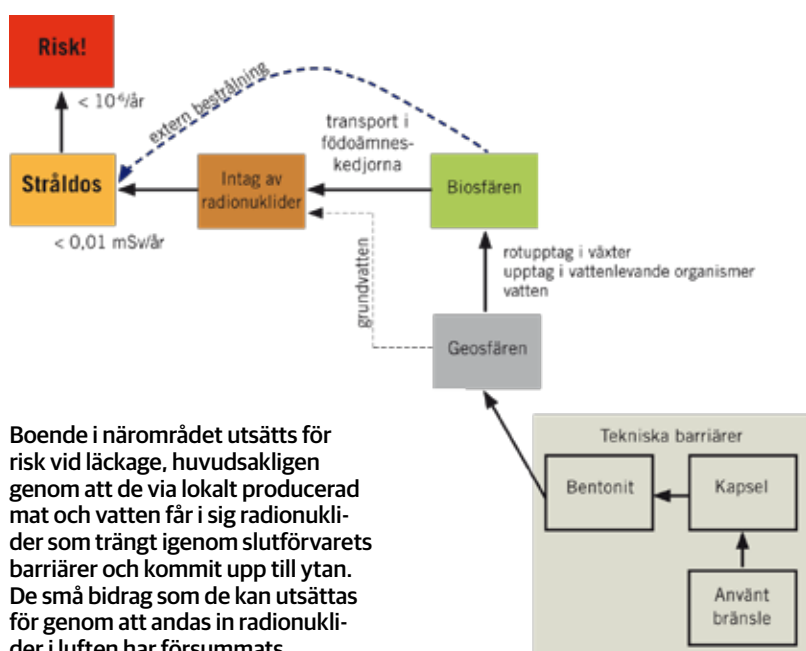 Risk!
< 10⁻⁶/år
extern bestrålning
transport i
födoämnes-
kedjorna
Stråldos
Intag av
radionuklider
Biosfären
< 0,01 mSv/år
grundvatten
rotupptag i växter
upptag i vattenlevande organismer
vatten
Geosfären
Tekniska barriärer
Bentonit
Kapsel
Använt
bränsle
Boende i närområdet utsätts för
risk vid läckage, huvudsakligen
genom att de via lokalt producerad
mat och vatten får i sig radionukli-
der som trängt igenom slutförvarets
barriärer och kommit upp till ytan.
De små bidrag som de kan utsättas
för genom att andas in radionukli-
der i luften har försummats